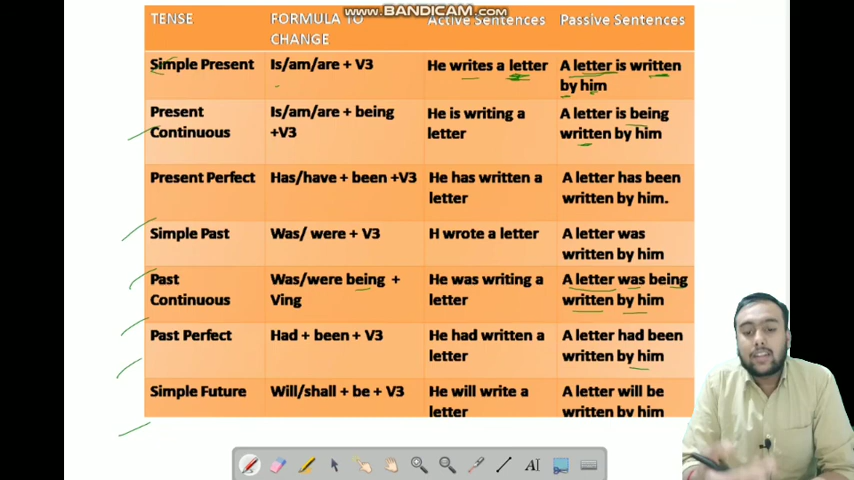 www.BANDICAM.com
TENSE
FORMULA TO
CHANGE
Active Sentences
Passive Sentences
Simple Present
Is/am/are + V3
He writes a letter
A letter is written
by him
Present
Continuous
Is/am/are + being
+V3
He is writing a
letter
A letter is being
written by him
Present Perfect
Has/have + been +V3
He has written a
letter
A letter has been
written by him.
Simple Past
Was/ were + V3
H wrote a letter
A letter was
written by him
Past
Continuous
Was/were being +
Ving
He was writing a
letter
A letter was being
written by him
Past Perfect
Had + been + V3
He had written a
letter
A letter had been
written by him
Simple Future
Will/shall + be + V3
He will write a
letter
A letter will be
written by him
AI